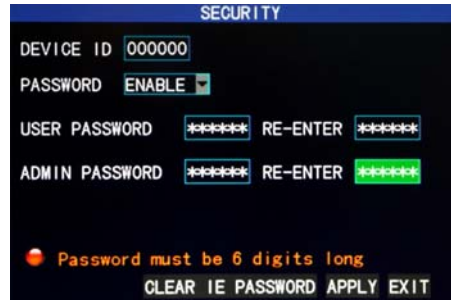 SECURITY
DEVICE ID 000000
PASSWORD ENABLE
USER PASSWORD ****** RE-ENTER ******
ADMIN PASSWORD ****** RE-ENTER ******
Password must be 6 digits long
CLEAR IE PASSWORD APPLY EXIT